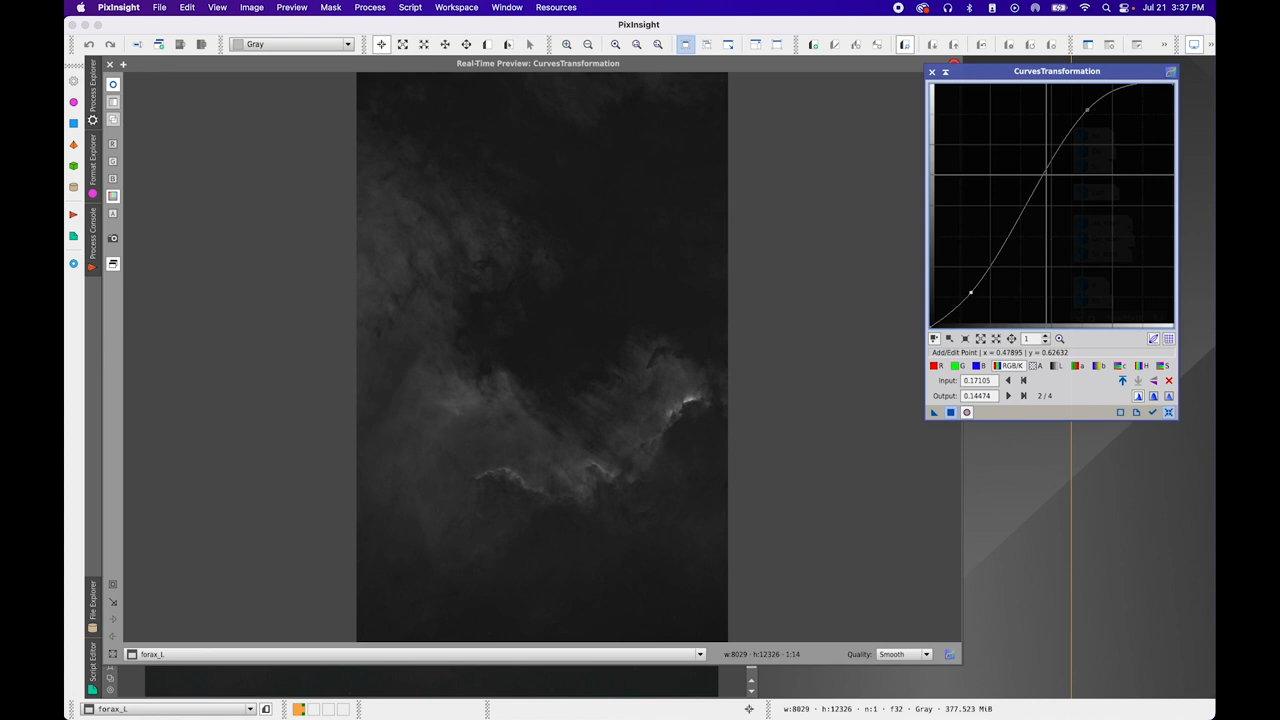 PixInsight File Edit View Image Preview Mask Process Script Workspace Window Resources Jul 21 3:37 PM
PixInsight
Gray
Real-Time Preview: CurvesTransformation
CurvesTransformation
Process Explorer
Format Explorer
Process Console
R
G
B
A
1
Add/Edit Point | x = 0.47895 | y = 0.62632
R G B RGB/K A L a b c H S
Input: 0.17105
Output: 0.14474 2 / 4
File Explorer
Script Editor
forax_L w:8029 · h:12326 · 1:14 Quality: Smooth
forax_L w:8029 · h:12326 · n:1 · f32 · Gray · 377.523 MiB